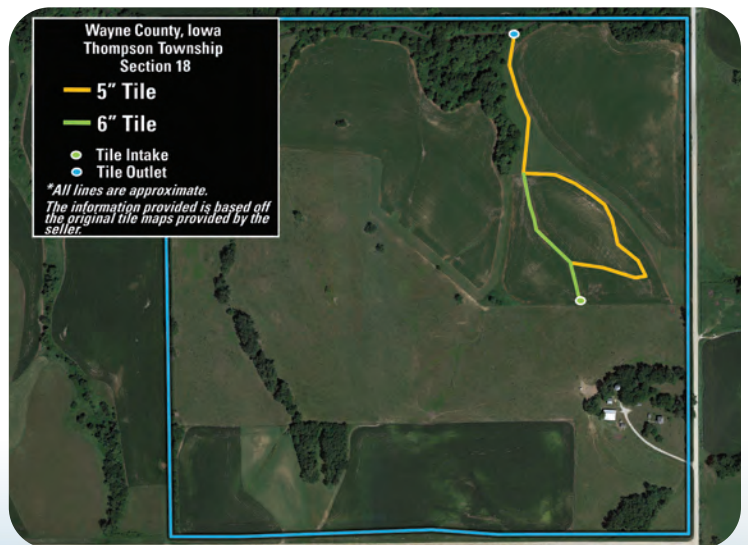 Wayne County, Iowa
Thompson Township
Section 18
5” Tile
6” Tile
Tile Intake
Tile Outlet
*All lines are approximate.
The information provided is based off
the original tile maps provided by the
seller.